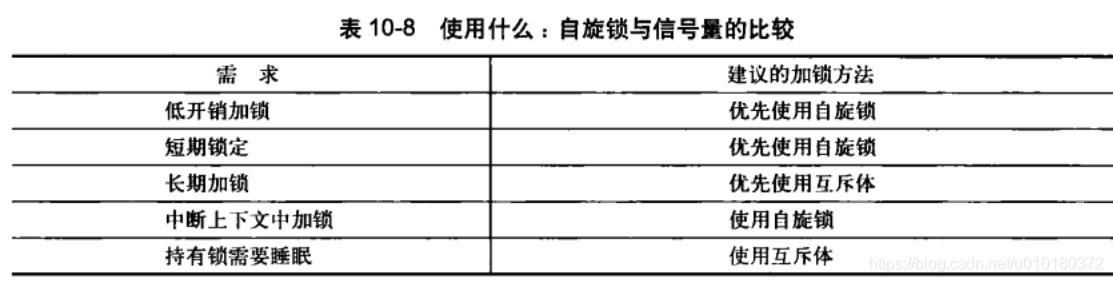 表 10-8 使用什么：自旋锁与信号量的比较
需 求 建议的加锁方法
低开销加锁 优先使用自旋锁
短期锁定 优先使用自旋锁
长期加锁 优先使用互斥体
中断上下文中加锁 使用自旋锁
持有锁需要睡眠 使用互斥体
https://blog.csdn.net/u010180372